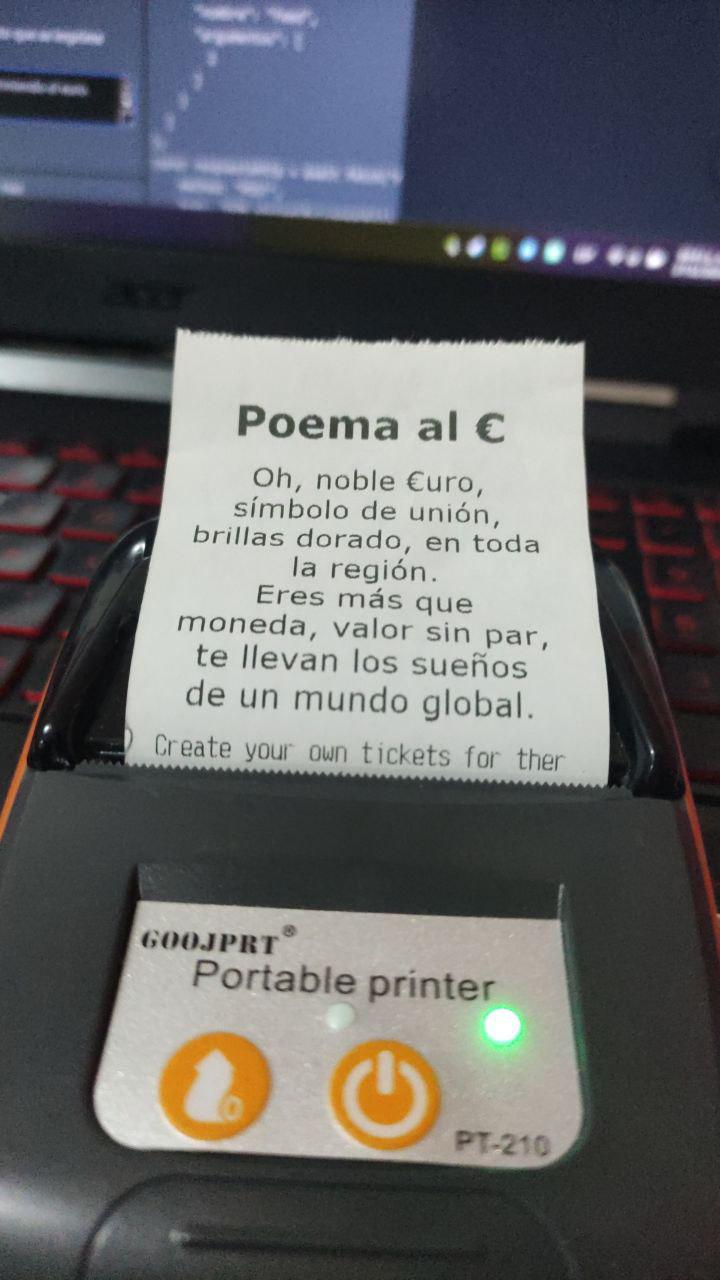 acer
Poema al €
Oh, noble €uro,
símbolo de unión,
brillas dorado, en toda
la región.
Eres más que
moneda, valor sin par,
te llevan los sueños
de un mundo global.
Create your own tickets for ther
GOOJPRT®
Portable printer
PT-210